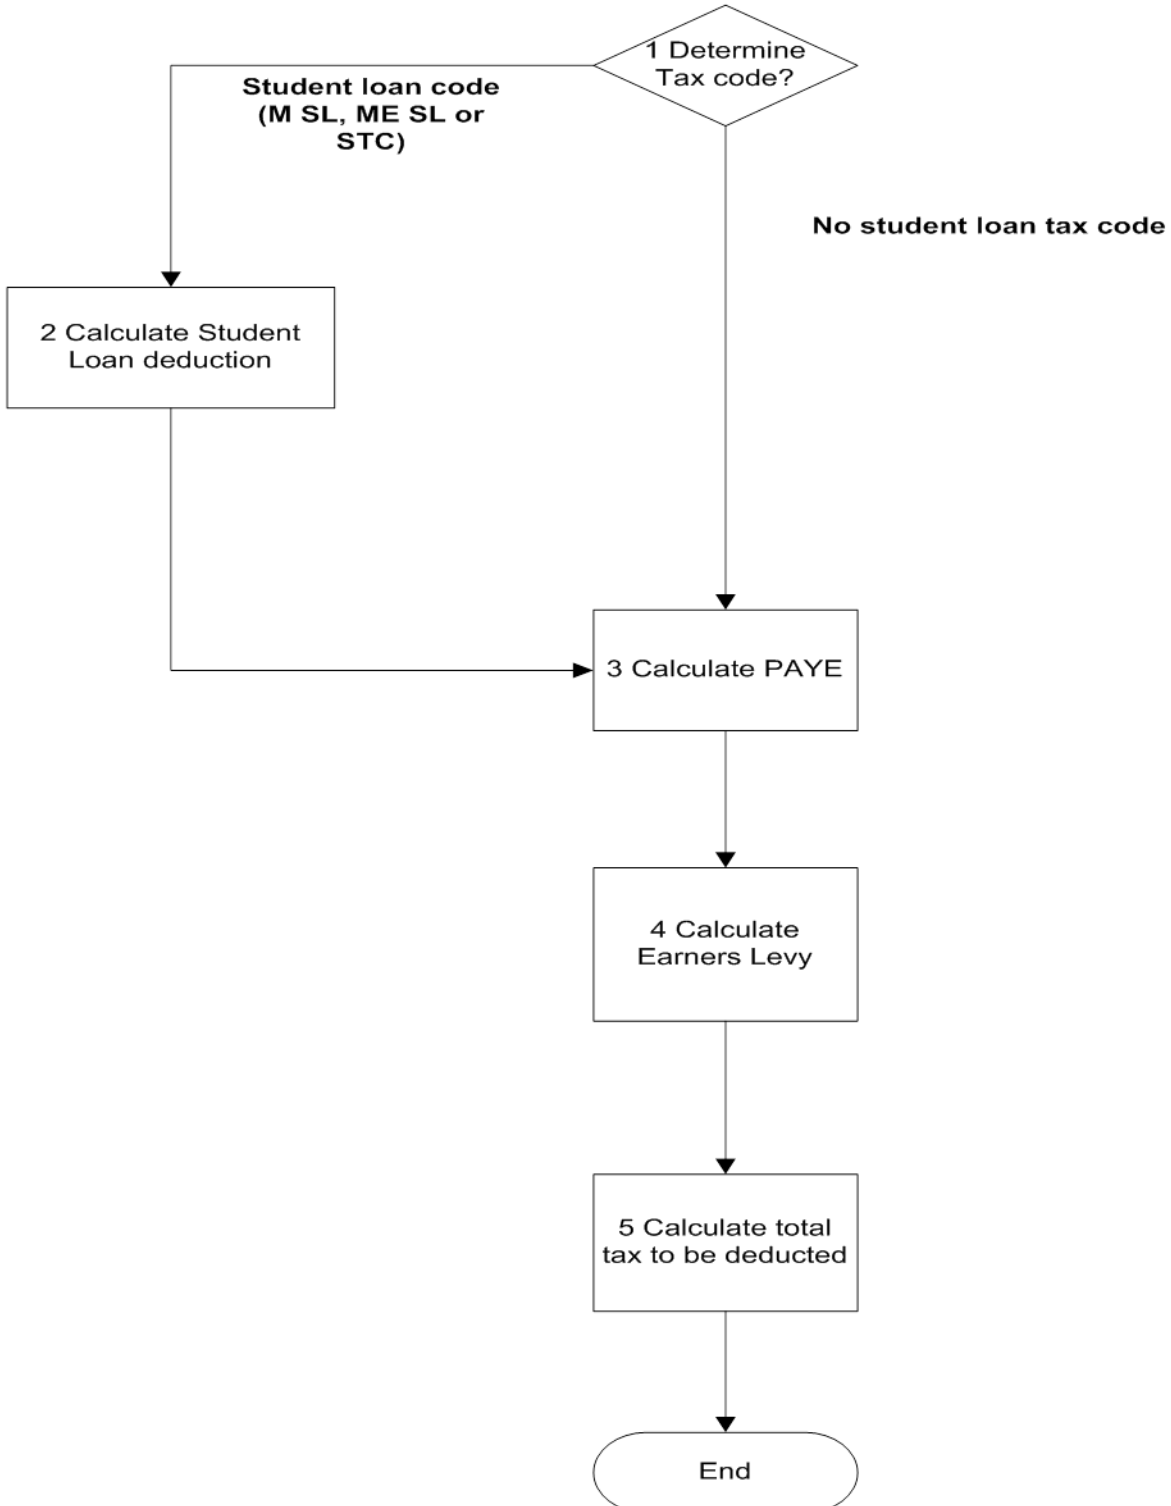 1 Determine
Tax code?
Student loan code
(M SL, ME SL or
STC)
No student loan tax code
2 Calculate Student
Loan deduction
3 Calculate PAYE
4 Calculate
Earners Levy
5 Calculate total
tax to be deducted
End